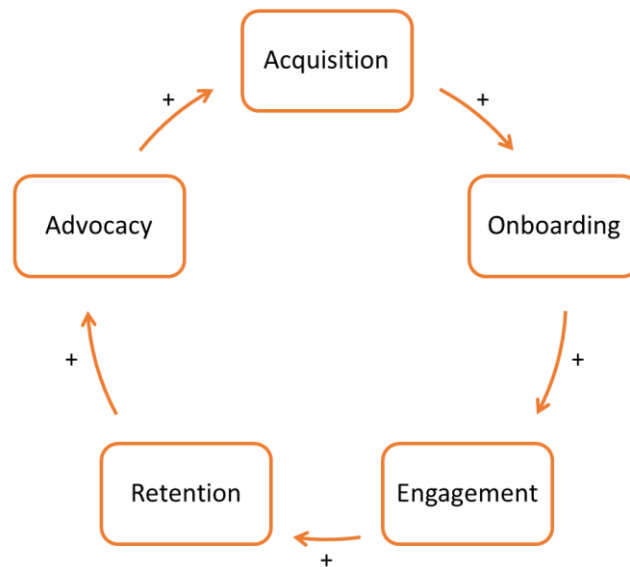 Acquisition
+
+
Advocacy
Onboarding
+
+
Retention
Engagement
+